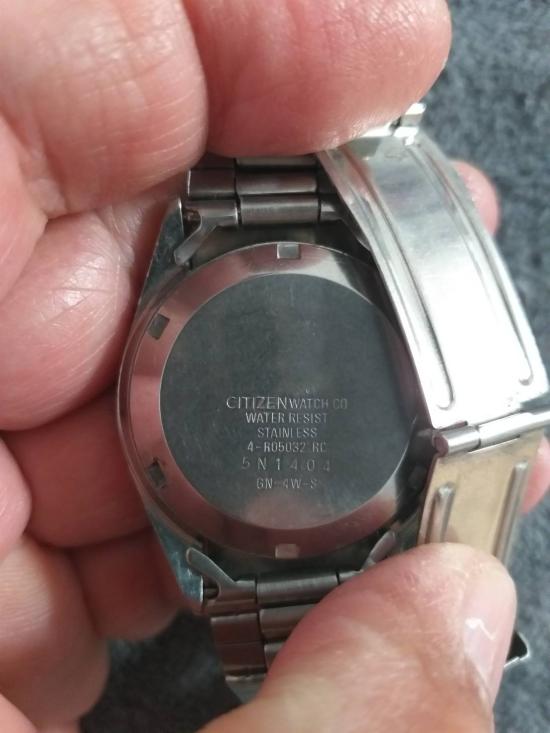 CITIZEN WATCH CO
WATER RESIST
STAINLESS
4-R05032 RC
5N1404
GN-4W-S